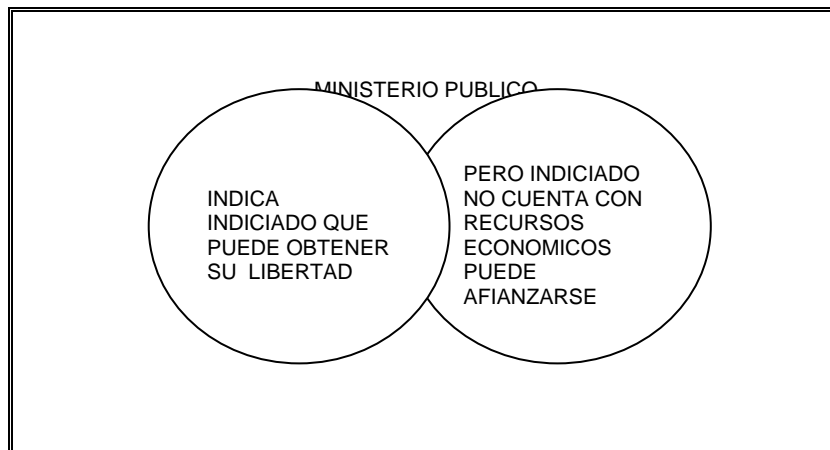 MINISTERIO PUBLICO
INDICA
INDICIADO QUE
PUEDE OBTENER
SU LIBERTAD
PERO INDICIADO
NO CUENTA CON
RECURSOS
ECONOMICOS
PUEDE
AFIANZARSE